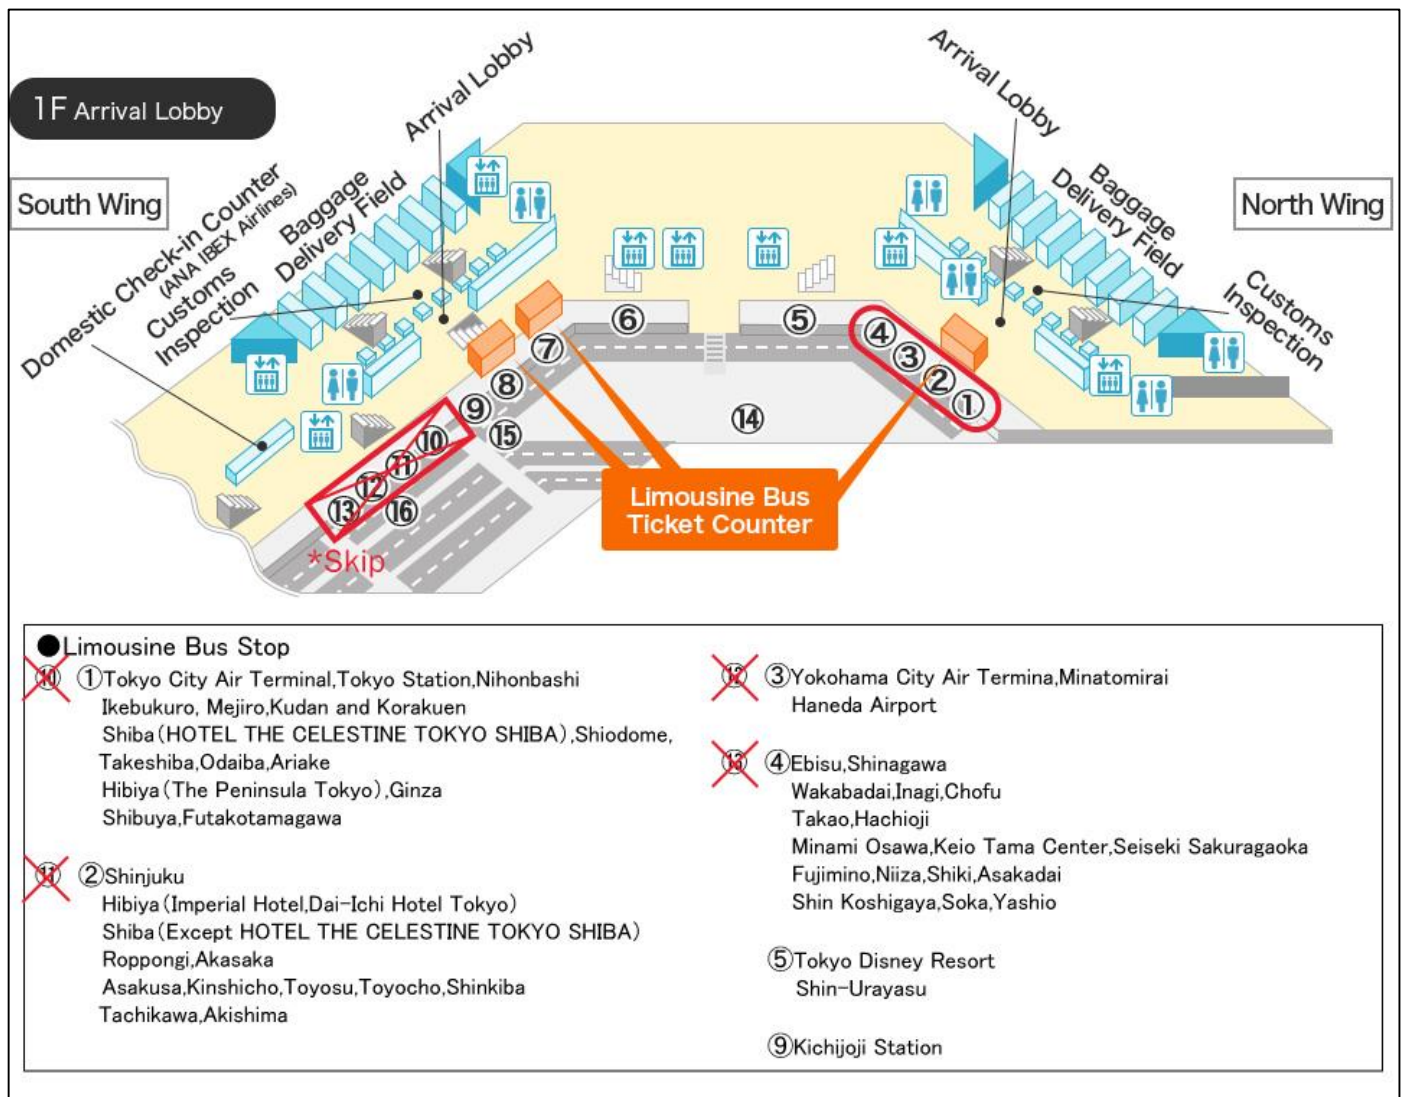 1F Arrival Lobby
South Wing
North Wing
Arrival Lobby
Arrival Lobby
Domestic Check-in Counter
(ANA IBEX Airlines)
Customs
Inspection
Baggage
Delivery Field
Baggage
Delivery Field
Customs
Inspection
⑥
⑤
④
③
②
①
⑦
⑧
⑨
⑩
⑪
⑫
⑬
⑭
⑮
⑯
*Skip
Limousine Bus
Ticket Counter
●Limousine Bus Stop
⑩ ①Tokyo City Air Terminal,Tokyo Station,Nihonbashi
Ikebukuro, Mejiro,Kudan and Korakuen
Shiba(HOTEL THE CELESTINE TOKYO SHIBA),Shiodome,
Takeshiba,Odaiba,Ariake
Hibiya(The Peninsula Tokyo),Ginza
Shibuya,Futakotamagawa
⑪ ②Shinjuku
Hibiya(Imperial Hotel,Dai-Ichi Hotel Tokyo)
Shiba(Except HOTEL THE CELESTINE TOKYO SHIBA)
Roppongi,Akasaka
Asakusa,Kinshicho,Toyosu,Toyocho,Shinkiba
Tachikawa,Akishima
⑫ ③Yokohama City Air Termina,Minatomirai
Haneda Airport
⑬ ④Ebisu,Shinagawa
Wakabadai,Inagi,Chofu
Takao,Hachioji
Minami Osawa,Keio Tama Center,Seiseki Sakuragaoka
Fujimino,Niiza,Shiki,Asakadai
Shin Koshigaya,Soka,Yashio
⑤Tokyo Disney Resort
Shin-Urayasu
⑨Kichijoji Station